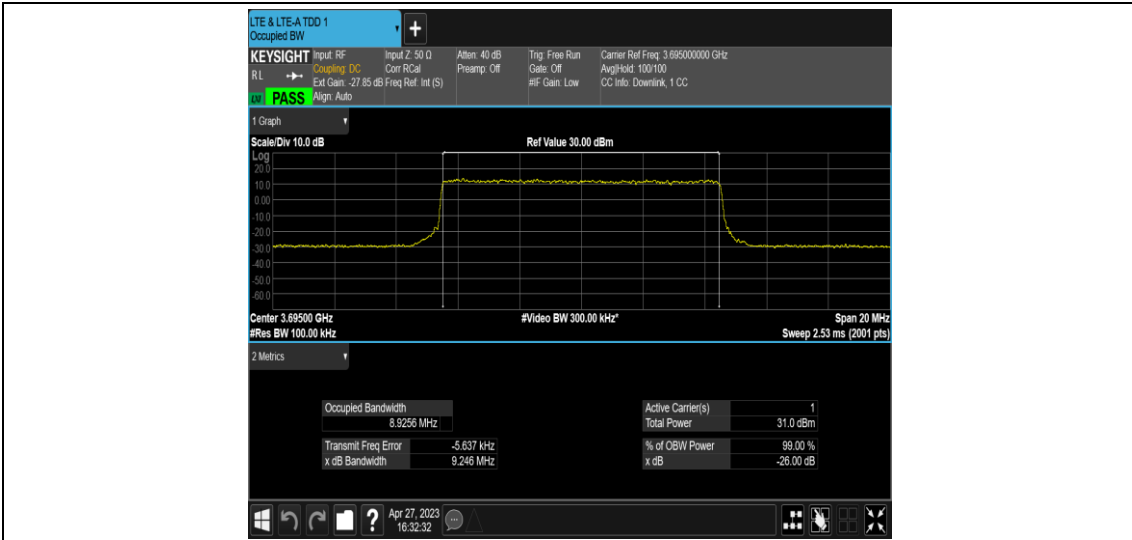 LTE & LTE-A TDD 1
Occupied BW
KEYSIGHT
RL
PASS
Input: RF
Coupling: DC
Ext Gain: -27.85 dB
Align: Auto
Input Z: 50 Ω
Corr RCal
Freq Ref: Int (S)
Atten: 40 dB
Preamp: Off
Trig: Free Run
Gate: Off
#IF Gain: Low
Carrier Ref Freq: 3.695000000 GHz
Avg|Hold: 100/100
CC Info: Downlink, 1 CC
1 Graph
Scale/Div 10.0 dB
Ref Value 30.00 dBm
Log
20.0
10.0
0.00
-10.0
-20.0
-30.0
-40.0
-50.0
-60.0
Center 3.69500 GHz
#Video BW 300.00 kHz*
Span 20 MHz
#Res BW 100.00 kHz
Sweep 2.53 ms (2001 pts)
2 Metrics
Occupied Bandwidth
8.9256 MHz
Transmit Freq Error -5.637 kHz
x dB Bandwidth 9.246 MHz
Active Carrier(s) 1
Total Power 31.0 dBm
% of OBW Power 99.00 %
x dB -26.00 dB
?
Apr 27, 2023
16:32:32